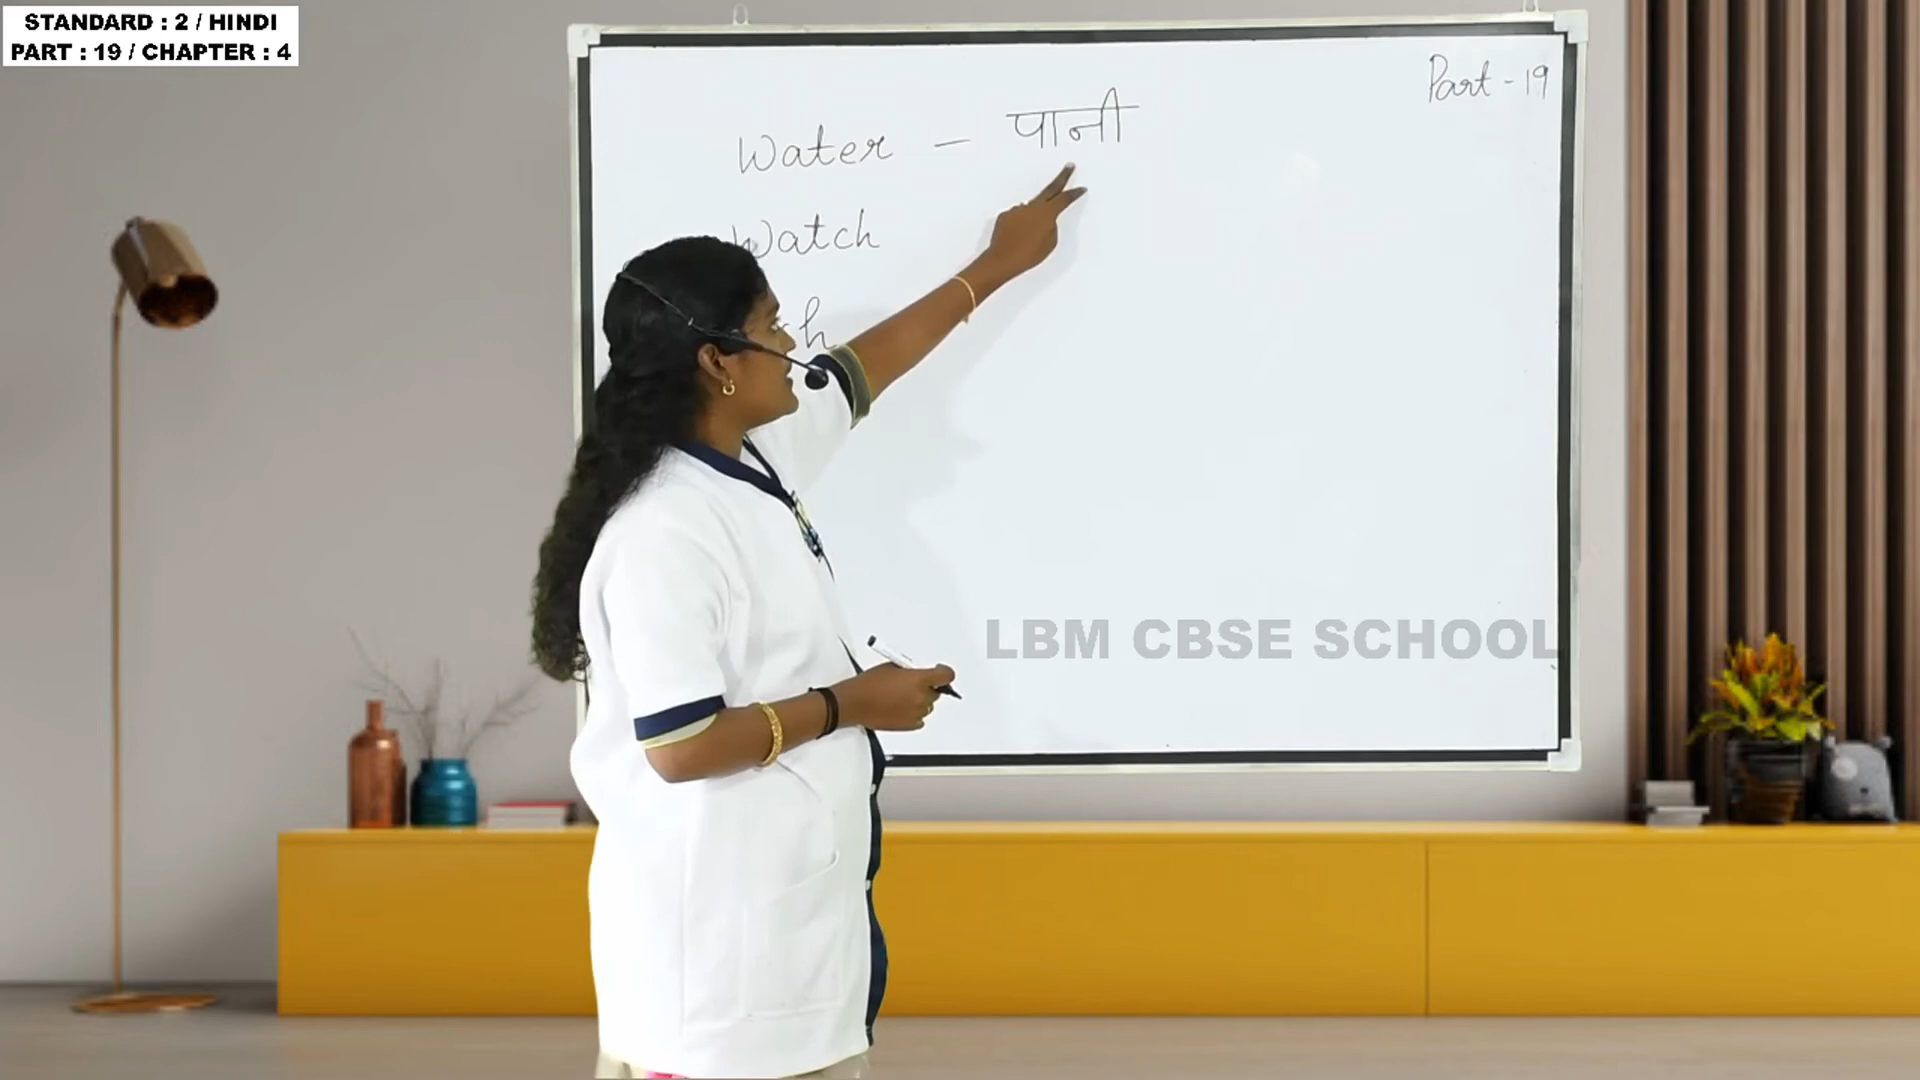 STANDARD : 2 / HINDI
PART : 19 / CHAPTER : 4
Part - 19
Water - पानी
Watch
LBM CBSE SCHOOL